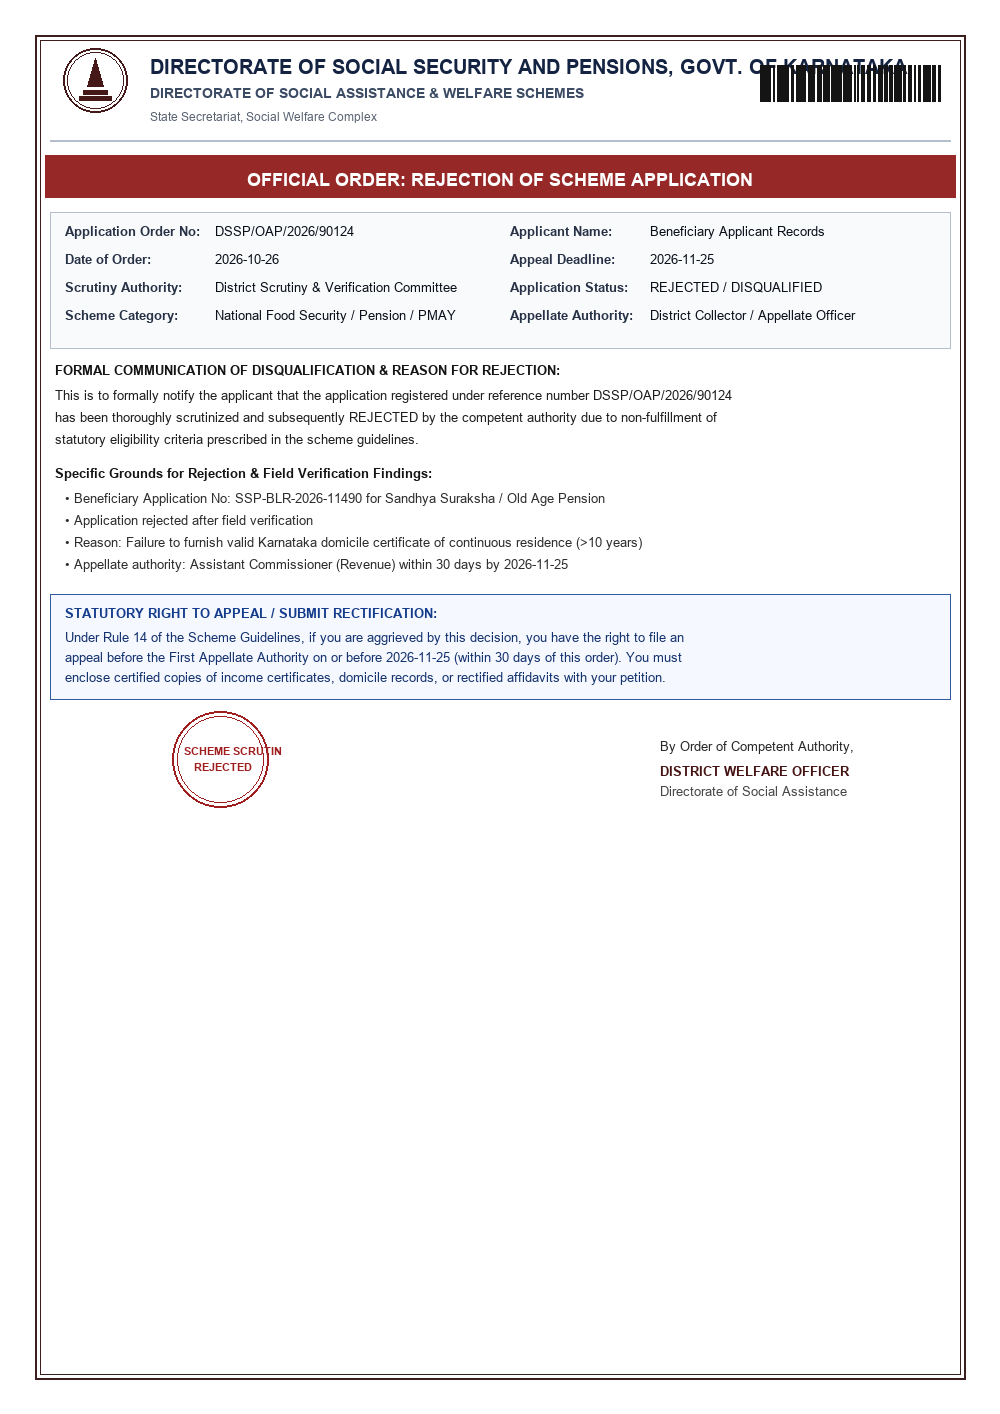 DIRECTORATE OF SOCIAL SECURITY AND PENSIONS, GOVT. OF KARNATAKA
DIRECTORATE OF SOCIAL ASSISTANCE & WELFARE SCHEMES
State Secretariat, Social Welfare Complex
OFFICIAL ORDER: REJECTION OF SCHEME APPLICATION
Application Order No: DSSP/OAP/2026/90124 Applicant Name: Beneficiary Applicant Records
Date of Order: 2026-10-26 Appeal Deadline: 2026-11-25
Scrutiny Authority: District Scrutiny & Verification Committee Application Status: REJECTED / DISQUALIFIED
Scheme Category: National Food Security / Pension / PMAY Appellate Authority: District Collector / Appellate Officer
FORMAL COMMUNICATION OF DISQUALIFICATION & REASON FOR REJECTION:
This is to formally notify the applicant that the application registered under reference number DSSP/OAP/2026/90124
has been thoroughly scrutinized and subsequently REJECTED by the competent authority due to non-fulfillment of
statutory eligibility criteria prescribed in the scheme guidelines.
Specific Grounds for Rejection & Field Verification Findings:
• Beneficiary Application No: SSP-BLR-2026-11490 for Sandhya Suraksha / Old Age Pension
• Application rejected after field verification
• Reason: Failure to furnish valid Karnataka domicile certificate of continuous residence (>10 years)
• Appellate authority: Assistant Commissioner (Revenue) within 30 days by 2026-11-25
STATUTORY RIGHT TO APPEAL / SUBMIT RECTIFICATION:
Under Rule 14 of the Scheme Guidelines, if you are aggrieved by this decision, you have the right to file an
appeal before the First Appellate Authority on or before 2026-11-25 (within 30 days of this order). You must
enclose certified copies of income certificates, domicile records, or rectified affidavits with your petition.
SCHEME SCRUTIN
REJECTED
By Order of Competent Authority,
DISTRICT WELFARE OFFICER
Directorate of Social Assistance